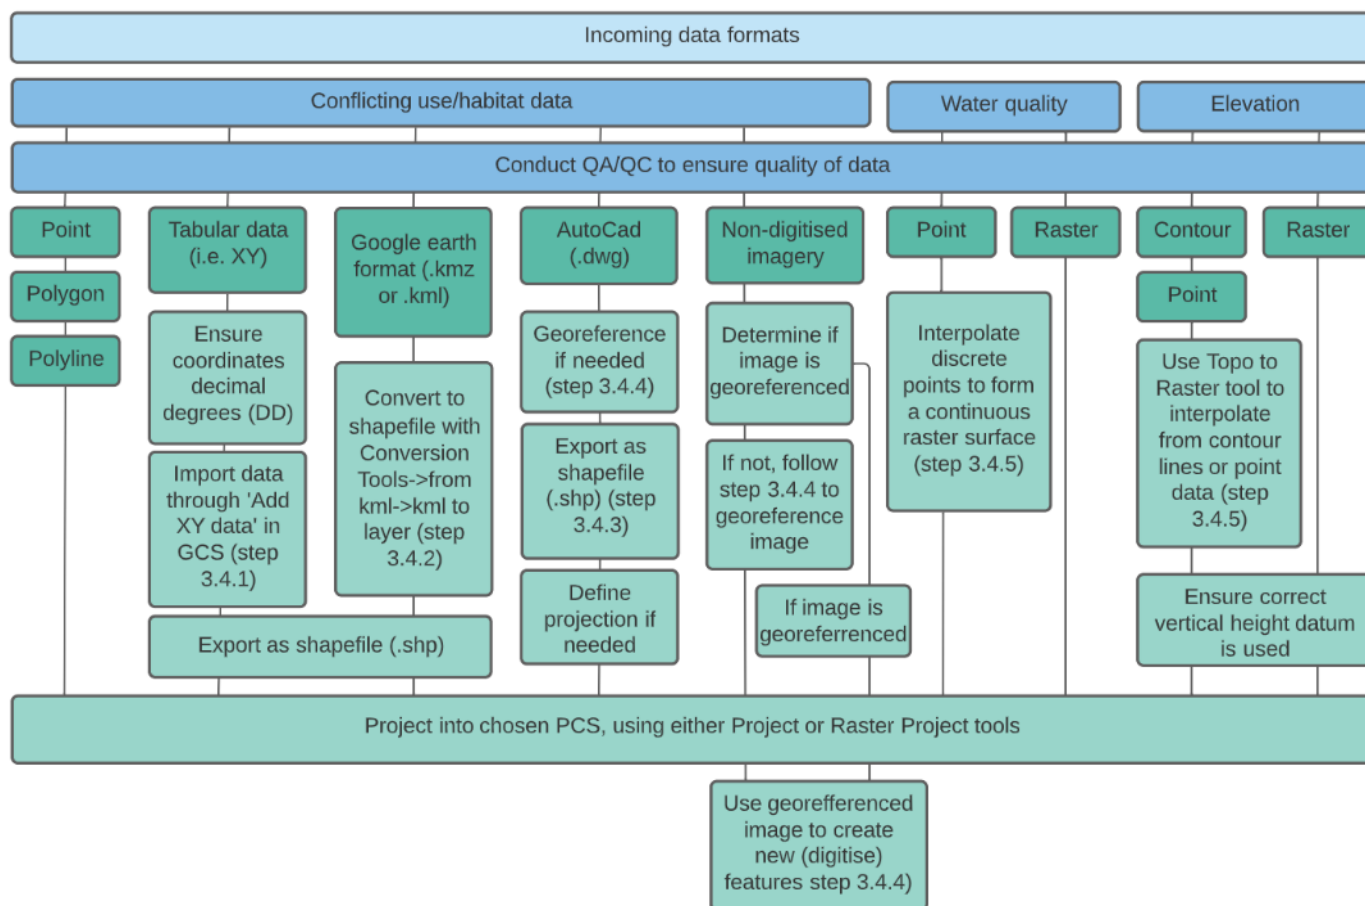 Incoming data formats
Conflicting use/habitat data
Water quality
Elevation
Conduct QA/QC to ensure quality of data
Point
Polygon
Polyline
Tabular data
(i.e. XY)
Ensure
coordinates
decimal
degrees (DD)
Import data
through 'Add
XY data' in
GCS (step
3.4.1)
Google earth
format (.kmz
or .kml)
Convert to
shapefile with
Conversion
Tools->from
kml->kml to
layer (step
3.4.2)
Export as shapefile (.shp)
AutoCad
(.dwg)
Georeference
if needed
(step 3.4.4)
Export as
shapefile
(.shp) (step
3.4.3)
Define
projection if
needed
Non-digitised
imagery
Determine if
image is
georeferenced
If not, follow
step 3.4.4 to
georeference
image
If image is
georeferrenced
Point
Interpolate
discrete
points to form
a continuous
raster surface
(step 3.4.5)
Raster
Contour
Point
Use Topo to
Raster tool to
interpolate
from contour
lines or point
data (step
3.4.5)
Raster
Ensure correct
vertical height datum
is used
Project into chosen PCS, using either Project or Raster Project tools
Use georefferenced
image to create
new (digitise)
features step 3.4.4)